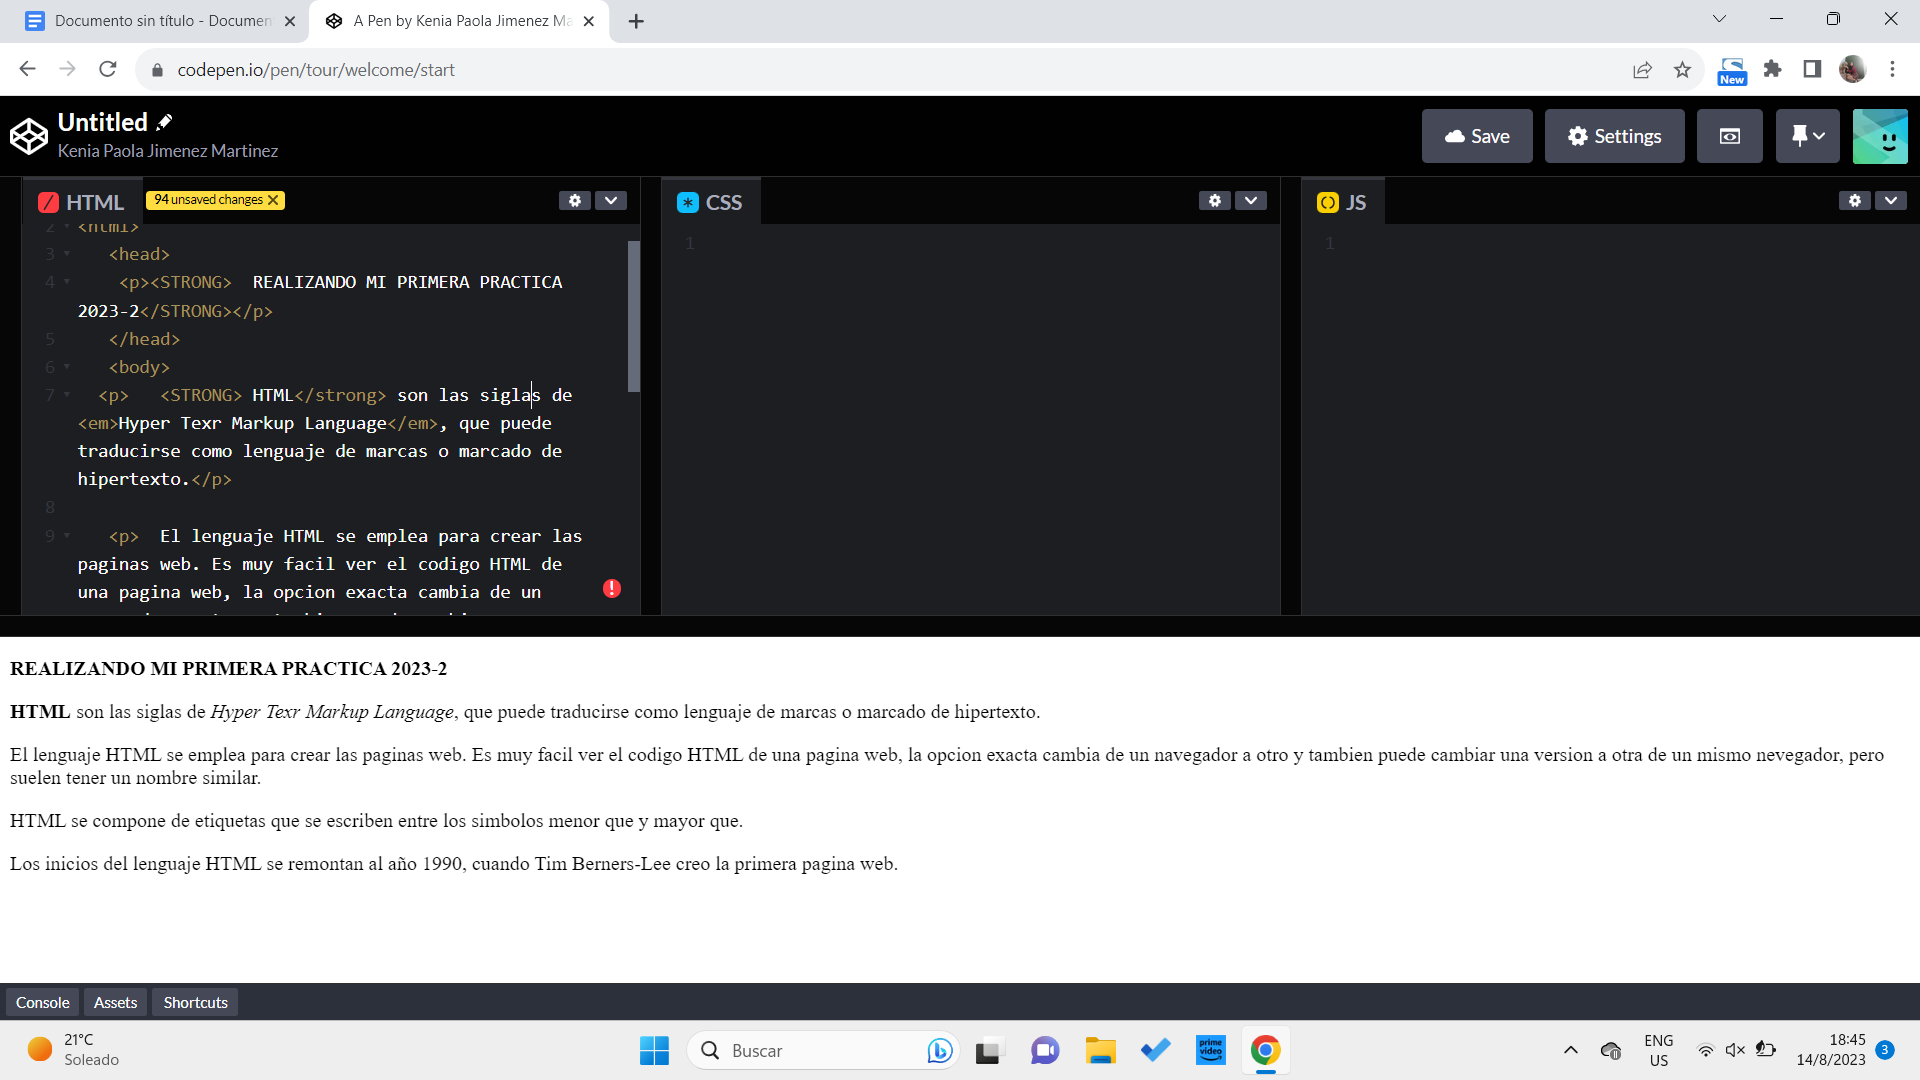 Documento sin título - Documen
A Pen by Kenia Paola Jimenez Ma
codepen.io/pen/tour/welcome/start
New
Untitled
Kenia Paola Jimenez Martinez
Save
Settings
HTML
94 unsaved changes
CSS
JS
2 <html>
3 <head>
4 <p><STRONG>  REALIZANDO MI PRIMERA PRACTICA
2023-2</STRONG></p>
5 </head>
6 <body>
7 <p>   <STRONG> HTML</strong> son las siglas de
<em>Hyper Texr Markup Language</em>, que puede
traducirse como lenguaje de marcas o marcado de
hipertexto.</p>
8
9 <p>  El lenguaje HTML se emplea para crear las
paginas web. Es muy facil ver el codigo HTML de
una pagina web, la opcion exacta cambia de un
1
1
REALIZANDO MI PRIMERA PRACTICA 2023-2
HTML son las siglas de Hyper Texr Markup Language, que puede traducirse como lenguaje de marcas o marcado de hipertexto.
El lenguaje HTML se emplea para crear las paginas web. Es muy facil ver el codigo HTML de una pagina web, la opcion exacta cambia de un navegador a otro y tambien puede cambiar una version a otra de un mismo nevegador, pero
suelen tener un nombre similar.
HTML se compone de etiquetas que se escriben entre los simbolos menor que y mayor que.
Los inicios del lenguaje HTML se remontan al año 1990, cuando Tim Berners-Lee creo la primera pagina web.
Console
Assets
Shortcuts
21°C
Soleado
Buscar
prime
video
ENG
US
18:45
14/8/2023
3